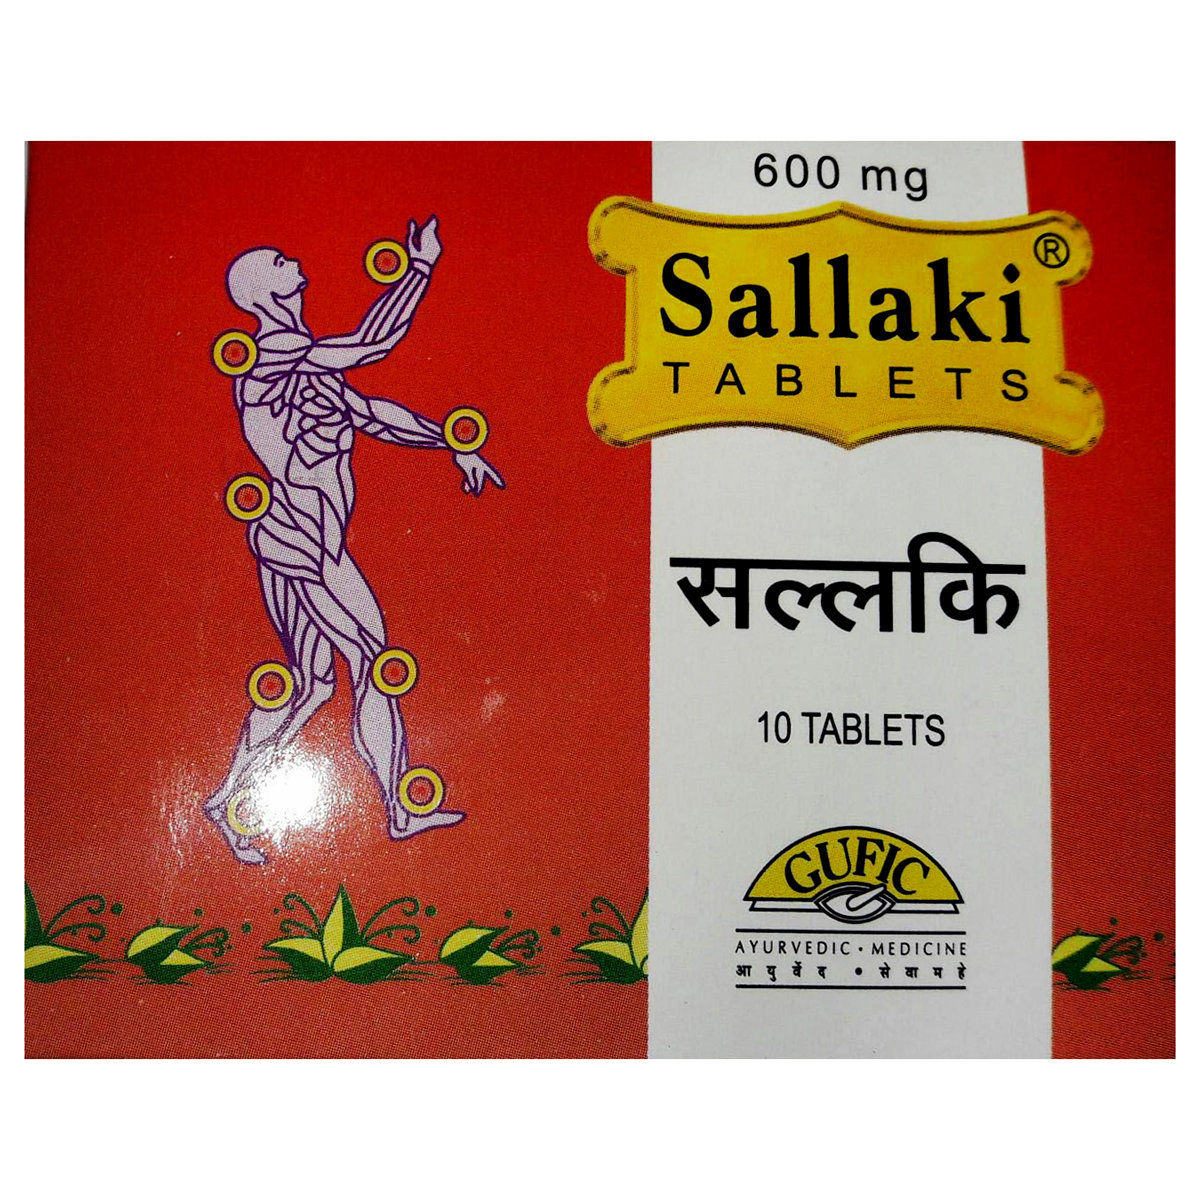 600 mg
Sallaki®
TABLETS
सल्लकि
10 TABLETS
GUFIC
AYURVEDIC • MEDICINE
आयुर्वेद • सेवामहे